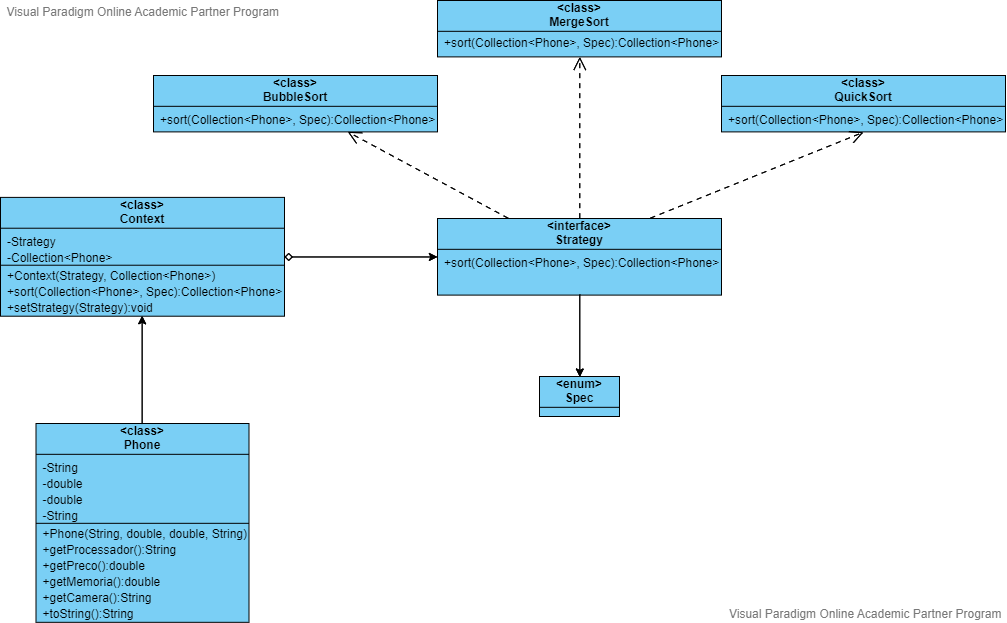 Visual Paradigm Online Academic Partner Program
<class>
MergeSort
+sort(Collection<Phone>, Spec):Collection<Phone>
<class>
BubbleSort
+sort(Collection<Phone>, Spec):Collection<Phone>
<class>
QuickSort
+sort(Collection<Phone>, Spec):Collection<Phone>
<class>
Context
-Strategy
-Collection<Phone>
+Context(Strategy, Collection<Phone>)
+sort(Collection<Phone>, Spec):Collection<Phone>
+setStrategy(Strategy):void
<interface>
Strategy
+sort(Collection<Phone>, Spec):Collection<Phone>
<enum>
Spec
<class>
Phone
-String
-double
-double
-String
+Phone(String, double, double, String)
+getProcessador():String
+getPreco():double
+getMemoria():double
+getCamera():String
+toString():String
Visual Paradigm Online Academic Partner Program